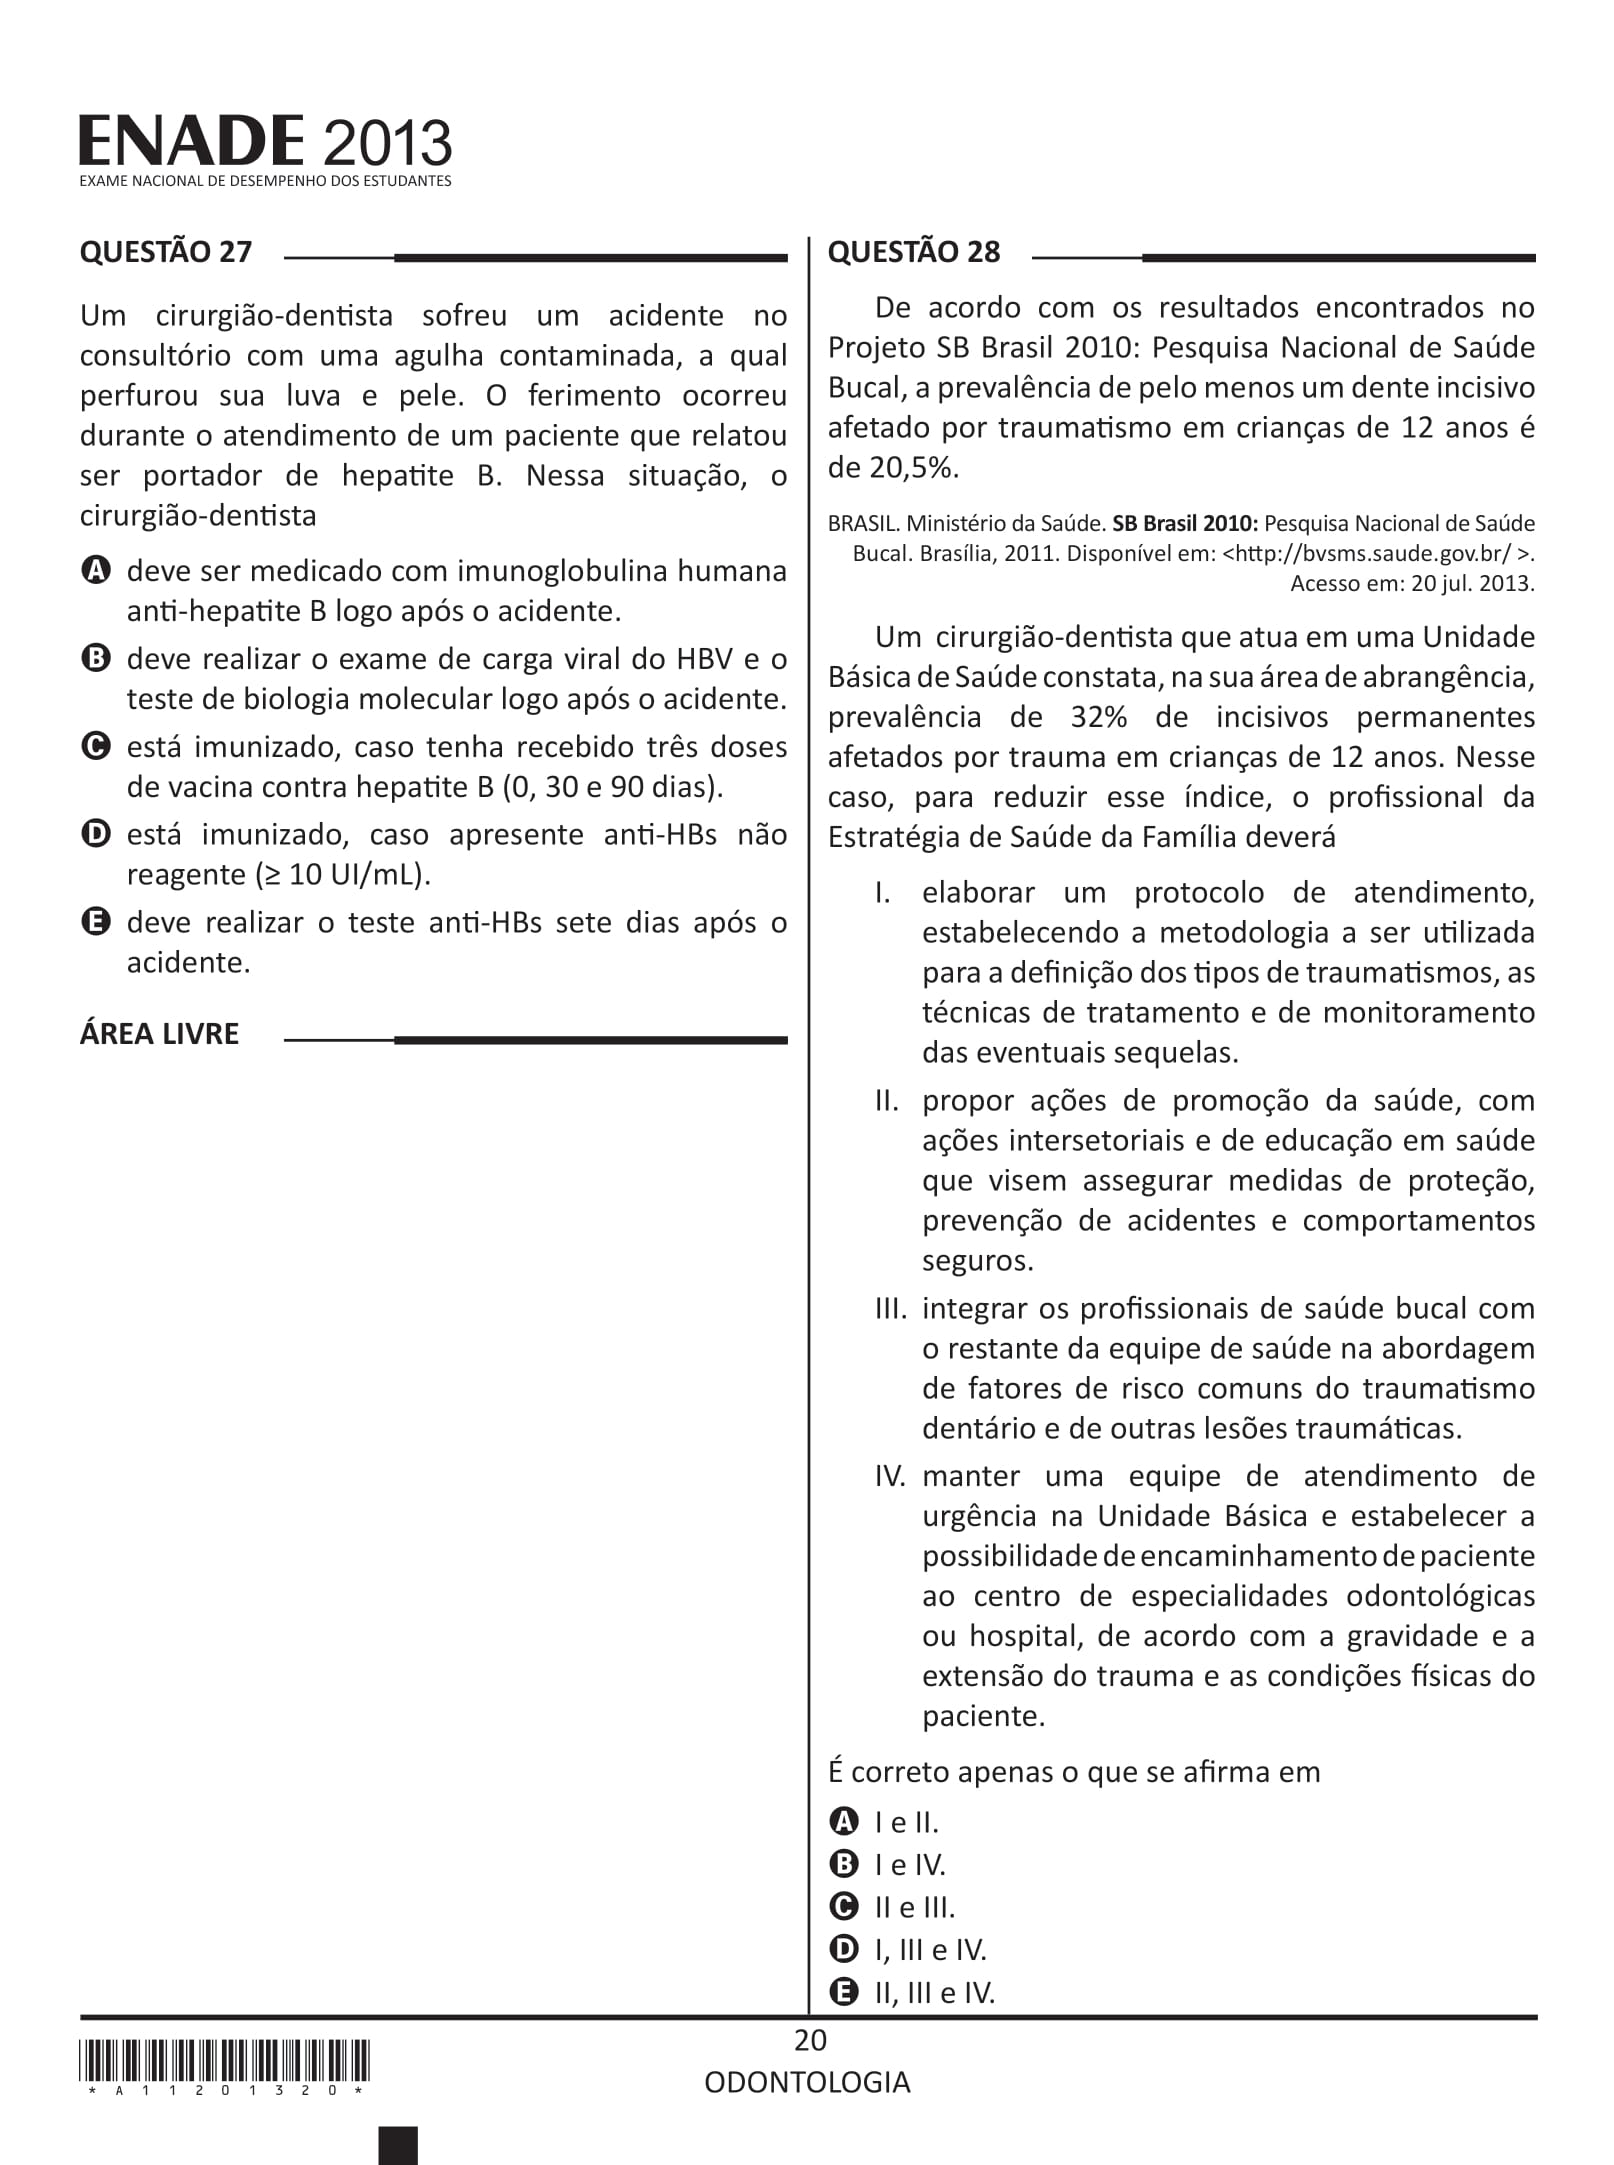 ENADE 2013
EXAME NACIONAL DE DESEMPENHO DOS ESTUDANTES
QUESTÃO 27
Um cirurgião-dentista sofreu um acidente no
consultório com uma agulha contaminada, a qual
perfurou sua luva e pele. O ferimento ocorreu
durante o atendimento de um paciente que relatou
ser portador de hepatite B. Nessa situação, o
cirurgião-dentista
A deve ser medicado com imunoglobulina humana
anti-hepatite B logo após o acidente.
B deve realizar o exame de carga viral do HBV e o
teste de biologia molecular logo após o acidente.
C está imunizado, caso tenha recebido três doses
de vacina contra hepatite B (0, 30 e 90 dias).
D está imunizado, caso apresente anti-HBs não
reagente (≥ 10 UI/mL).
E deve realizar o teste anti-HBs sete dias após o
acidente.
ÁREA LIVRE
QUESTÃO 28
De acordo com os resultados encontrados no
Projeto SB Brasil 2010: Pesquisa Nacional de Saúde
Bucal, a prevalência de pelo menos um dente incisivo
afetado por traumatismo em crianças de 12 anos é
de 20,5%.
BRASIL. Ministério da Saúde. SB Brasil 2010: Pesquisa Nacional de Saúde
Bucal. Brasília, 2011. Disponível em: <http://bvsms.saude.gov.br/ >.
Acesso em: 20 jul. 2013.
Um cirurgião-dentista que atua em uma Unidade
Básica de Saúde constata, na sua área de abrangência,
prevalência de 32% de incisivos permanentes
afetados por trauma em crianças de 12 anos. Nesse
caso, para reduzir esse índice, o profissional da
Estratégia de Saúde da Família deverá
I. elaborar um protocolo de atendimento,
estabelecendo a metodologia a ser utilizada
para a definição dos tipos de traumatismos, as
técnicas de tratamento e de monitoramento
das eventuais sequelas.
II. propor ações de promoção da saúde, com
ações intersetoriais e de educação em saúde
que visem assegurar medidas de proteção,
prevenção de acidentes e comportamentos
seguros.
III. integrar os profissionais de saúde bucal com
o restante da equipe de saúde na abordagem
de fatores de risco comuns do traumatismo
dentário e de outras lesões traumáticas.
IV. manter uma equipe de atendimento de
urgência na Unidade Básica e estabelecer a
possibilidade de encaminhamento de paciente
ao centro de especialidades odontológicas
ou hospital, de acordo com a gravidade e a
extensão do trauma e as condições físicas do
paciente.
É correto apenas o que se afirma em
A I e II.
B I e IV.
C II e III.
D I, III e IV.
E II, III e IV.
20
ODONTOLOGIA
* A 1 1 2 0 1 3 2 0 *